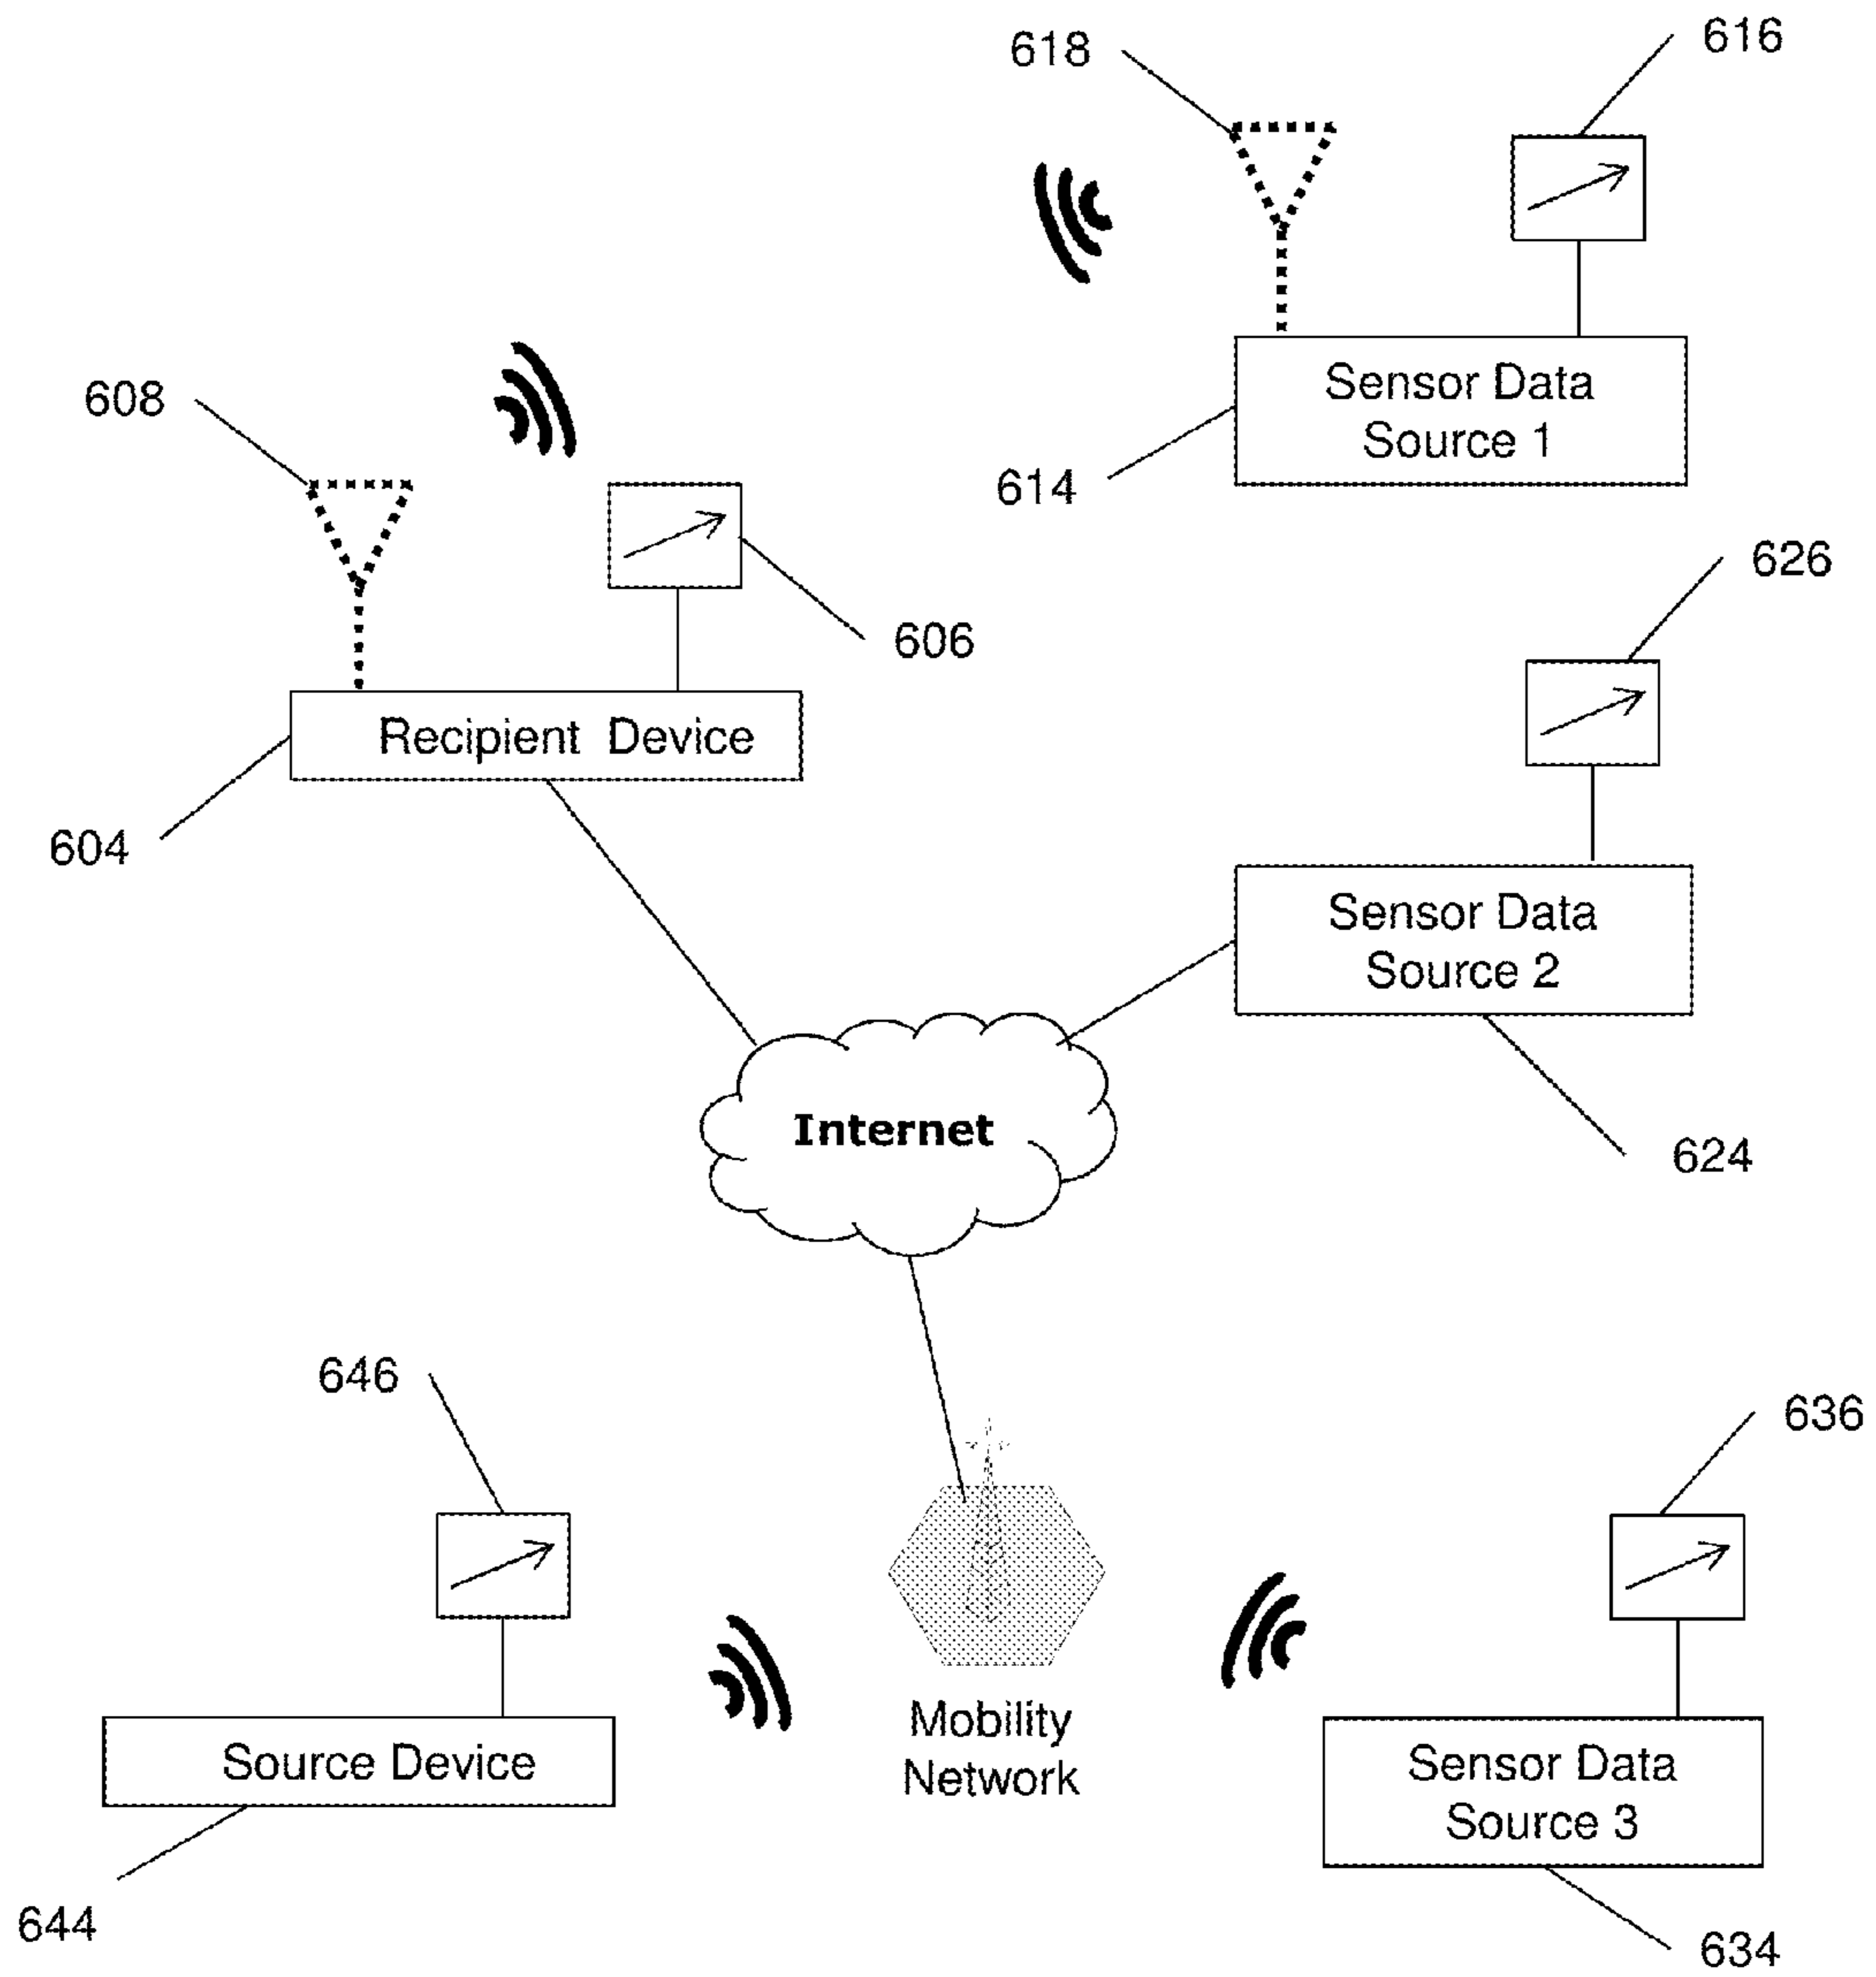 618
616
608
Sensor Data
Source 1
614
626
606
Recipient Device
604
Sensor Data
Source 2
Internet
624
646
636
Mobility
Network
Source Device
Sensor Data
Source 3
644
634